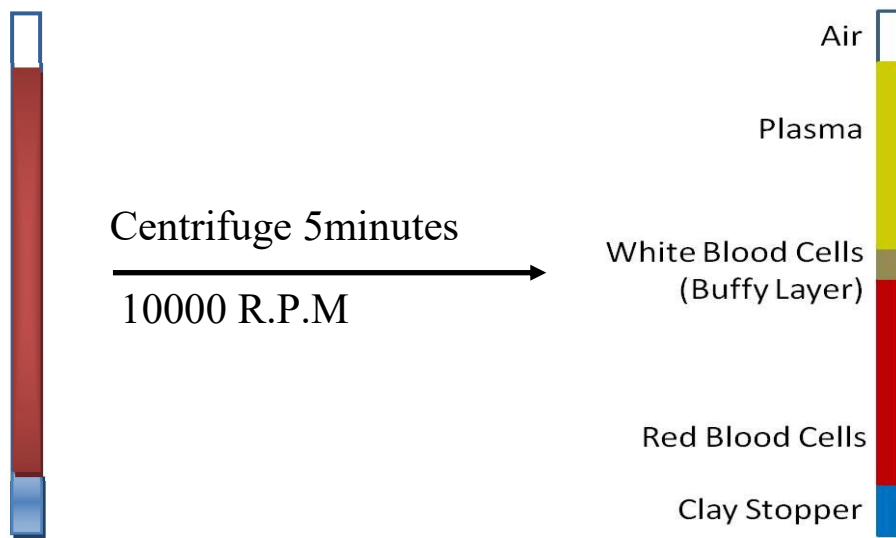 Air
Plasma
Centrifuge 5minutes
10000 R.P.M
White Blood Cells
(Buffy Layer)
Red Blood Cells
Clay Stopper